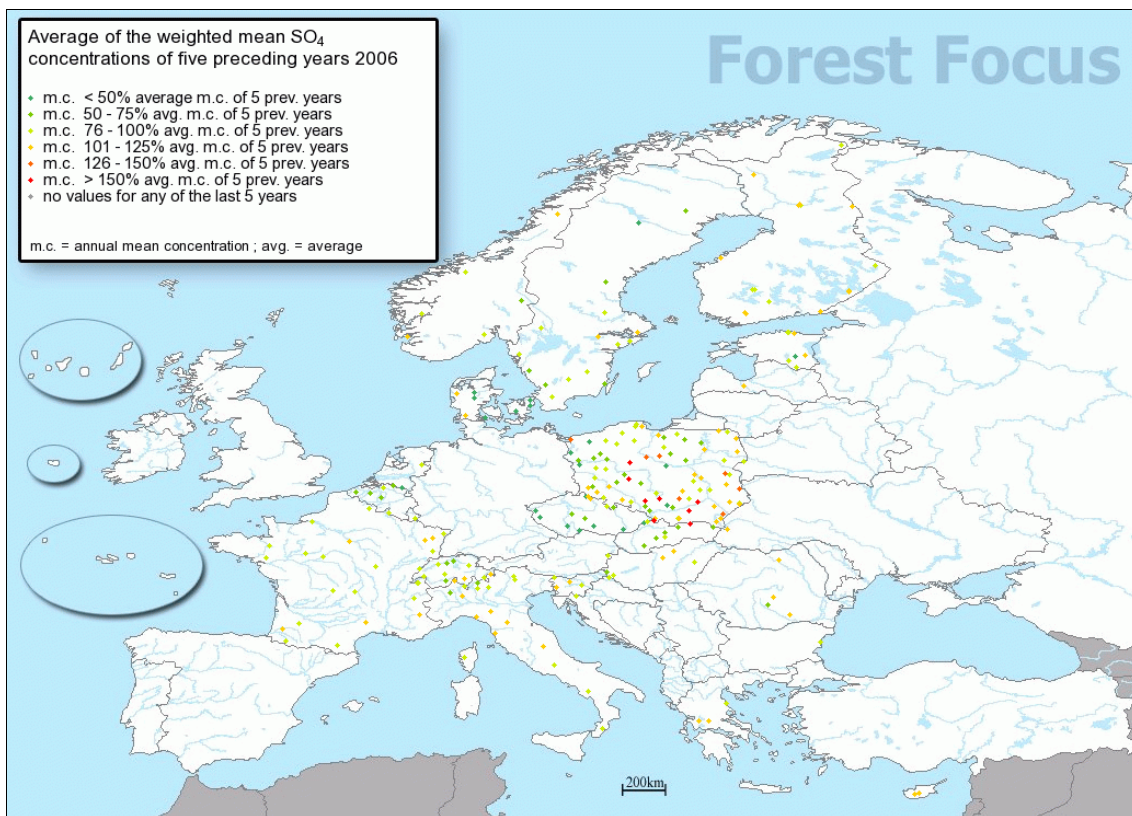 Average of the weighted mean SO₄
concentrations of five preceding years 2006
m.c. < 50% average m.c. of 5 prev. years
m.c. 50 - 75% avg. m.c. of 5 prev. years
m.c. 76 - 100% avg. m.c. of 5 prev. years
m.c. 101 - 125% avg. m.c. of 5 prev. years
m.c. 126 - 150% avg. m.c. of 5 prev. years
m.c. > 150% avg. m.c. of 5 prev. years
no values for any of the last 5 years
m.c. = annual mean concentration ; avg. = average
Forest Focus
200km